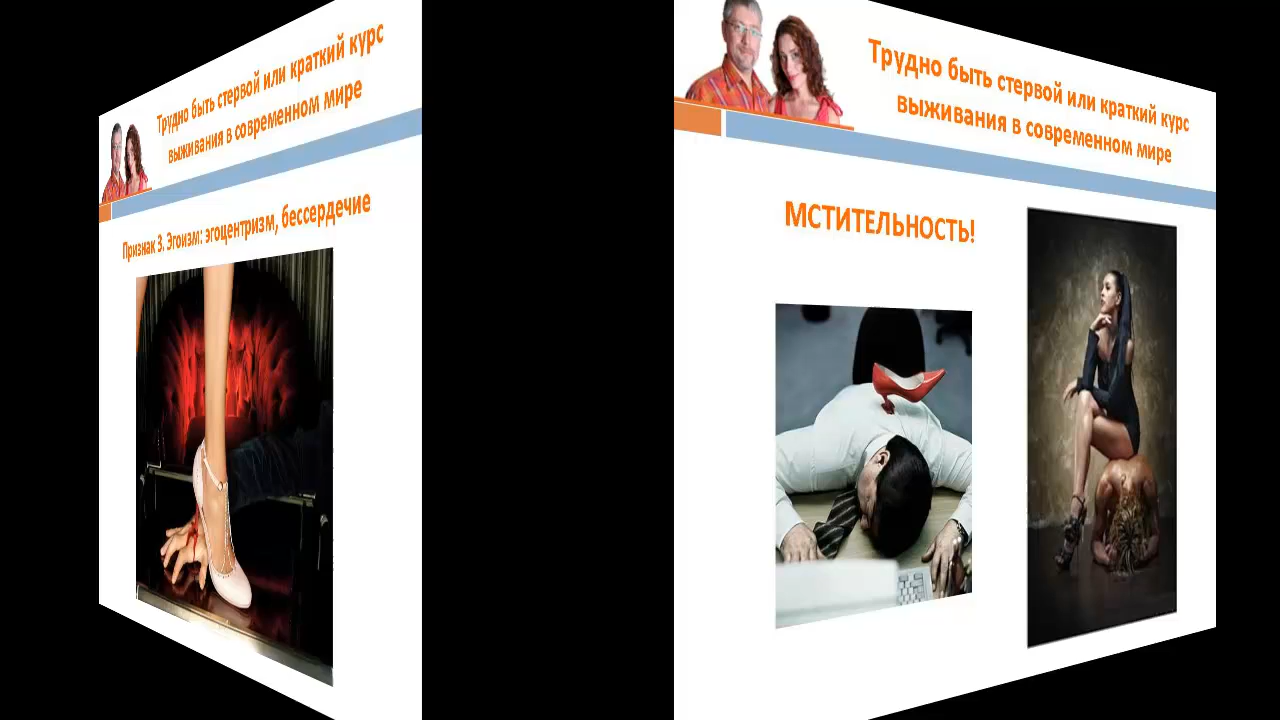 Трудно быть стервой или краткий курс
выживания в современном мире
Признак 3. Эгоизм: эгоцентризм, бессердечие
Трудно быть стервой или краткий курс
выживания в современном мире
МСТИТЕЛЬНОСТЬ!